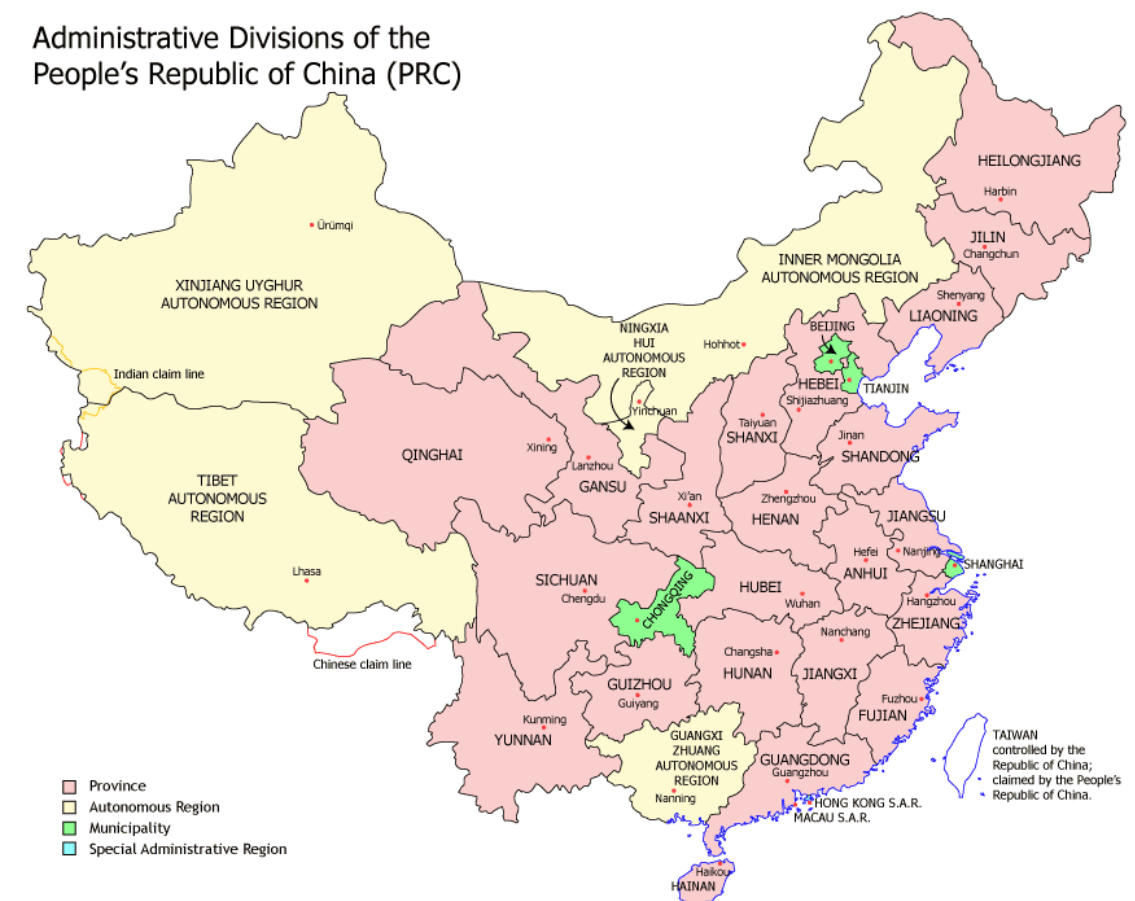 Administrative Divisions of the
People's Republic of China (PRC)
HEILONGJIANG
Harbin
JILIN
Changchun
Ürümqi
INNER MONGOLIA
AUTONOMOUS REGION
XINJIANG UYGHUR
AUTONOMOUS REGION
Shenyang
LIAONING
NINGXIA
HUI
AUTONOMOUS
REGION
BEIJING
Hohhot
Indian claim line
HEBEI
TIANJIN
Shijiazhuang
Yinchuan
Taiyuan
SHANXI
Jinan
SHANDONG
QINGHAI
Xining
Lanzhou
GANSU
TIBET
AUTONOMOUS
REGION
Xi'an
SHAANXI
Zhengzhou
HENAN
JIANGSU
Hefei
Nanjing
ANHUI
SHANGHAI
Lhasa
SICHUAN
Chengdu
CHONGQING
HUBEI
Wuhan
Hangzhou
ZHEJIANG
Nanchang
Changsha
HUNAN
JIANGXI
Chinese claim line
GUIZHOU
Guiyang
Fuzhou
FUJIAN
Kunming
YUNNAN
GUANGXI
ZHUANG
AUTONOMOUS
REGION
Nanning
GUANGDONG
Guangzhou
TAIWAN
controlled by the
Republic of China;
claimed by the People's
Republic of China.
HONG KONG S.A.R.
MACAU S.A.R.
Haikou
HAINAN
Province
Autonomous Region
Municipality
Special Administrative Region